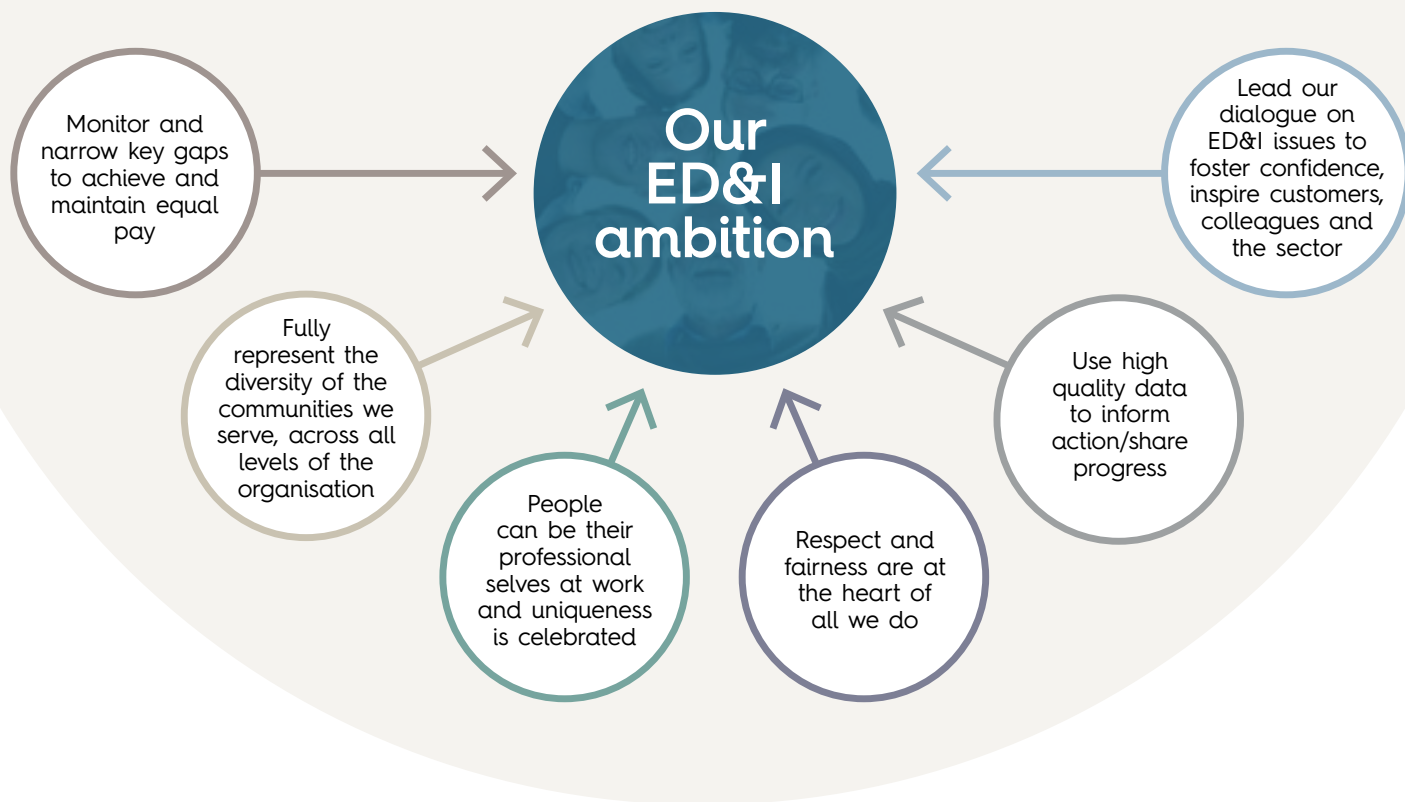 Our
ED&I
ambition
Monitor and
narrow key gaps
to achieve and
maintain equal
pay
Fully
represent the
diversity of the
communities we
serve, across all
levels of the
organisation
People
can be their
professional
selves at work
and uniqueness
is celebrated
Respect and
fairness are at
the heart of
all we do
Use high
quality data
to inform
action/share
progress
Lead our
dialogue on
ED&I issues to
foster confidence,
inspire customers,
colleagues and
the sector